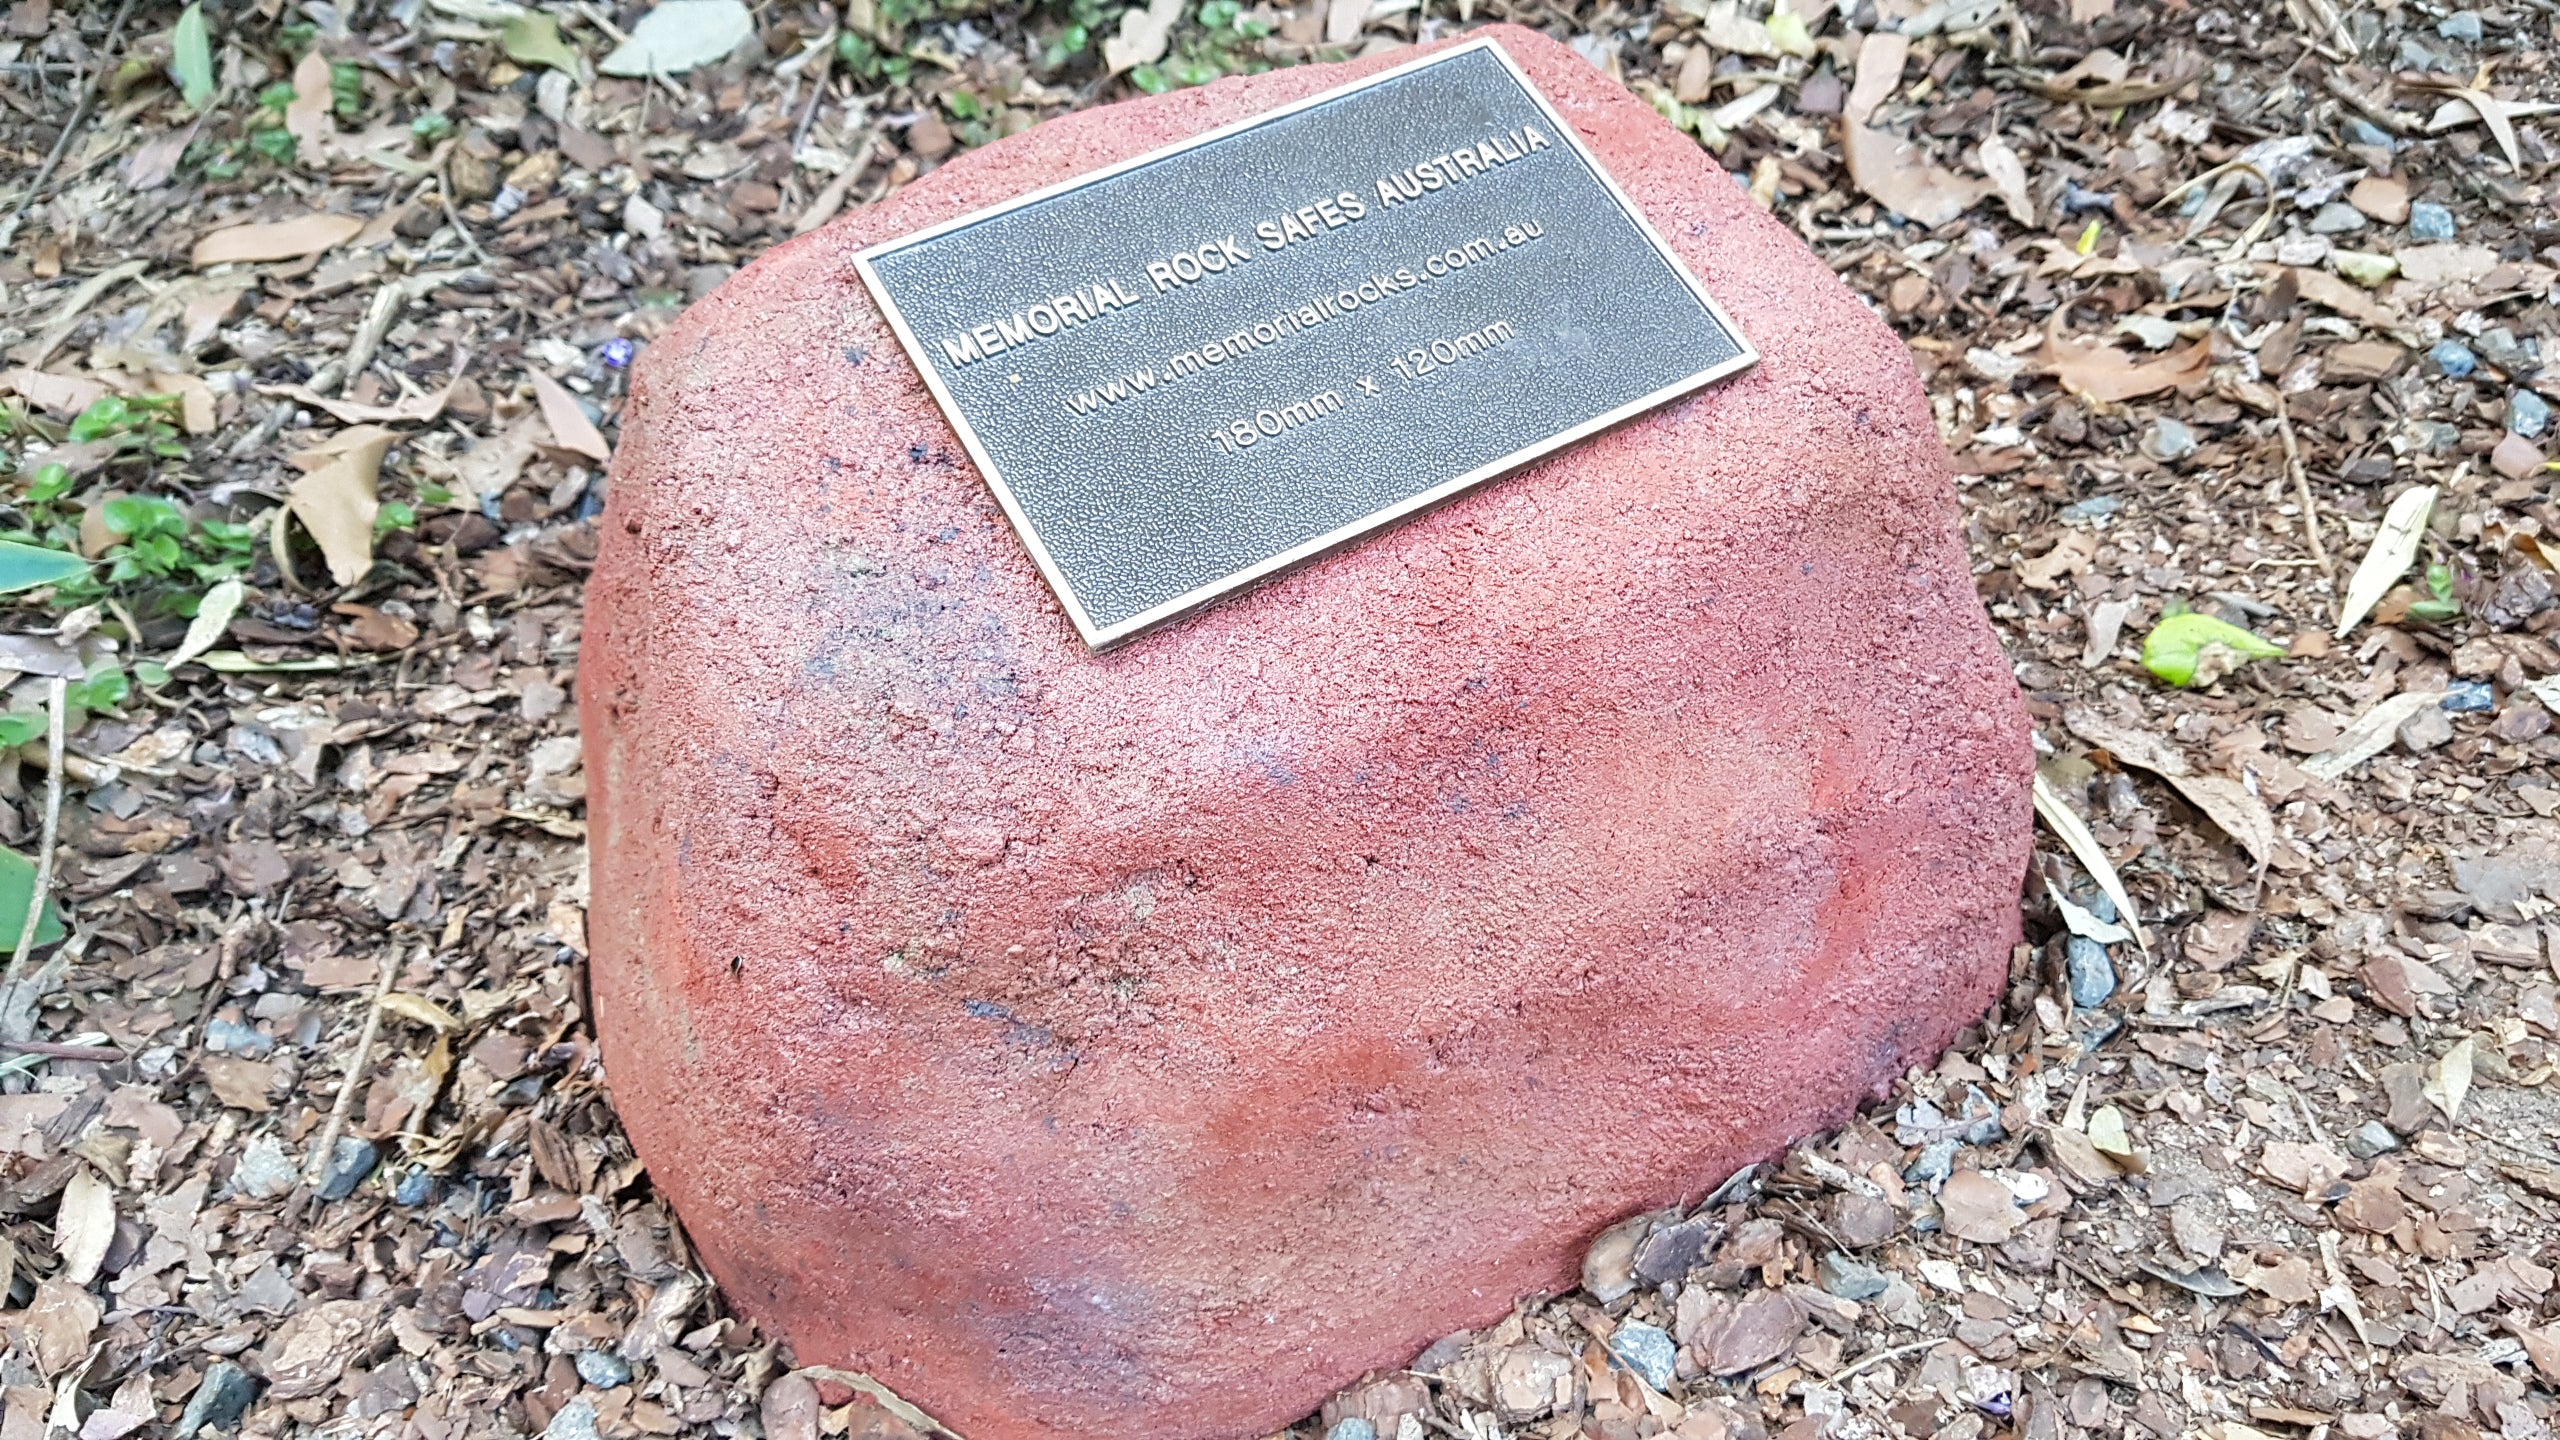 MEMORIAL ROCK SAFES AUSTRALIA
www.memorialrocks.com.au
180mm x 120mm